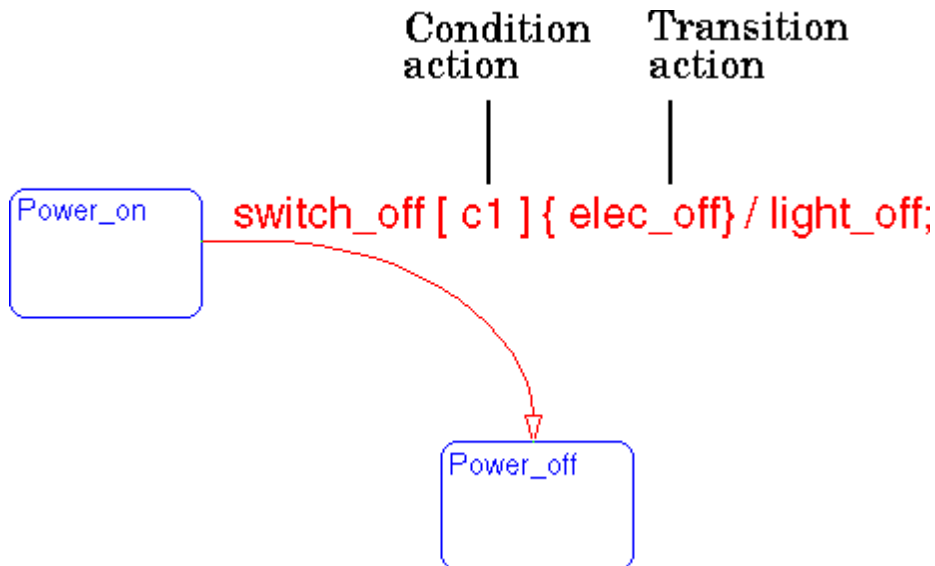 Condition action
Transition action
Power_on
switch_off [ c1 ] { elec_off} / light_off;
Power_off